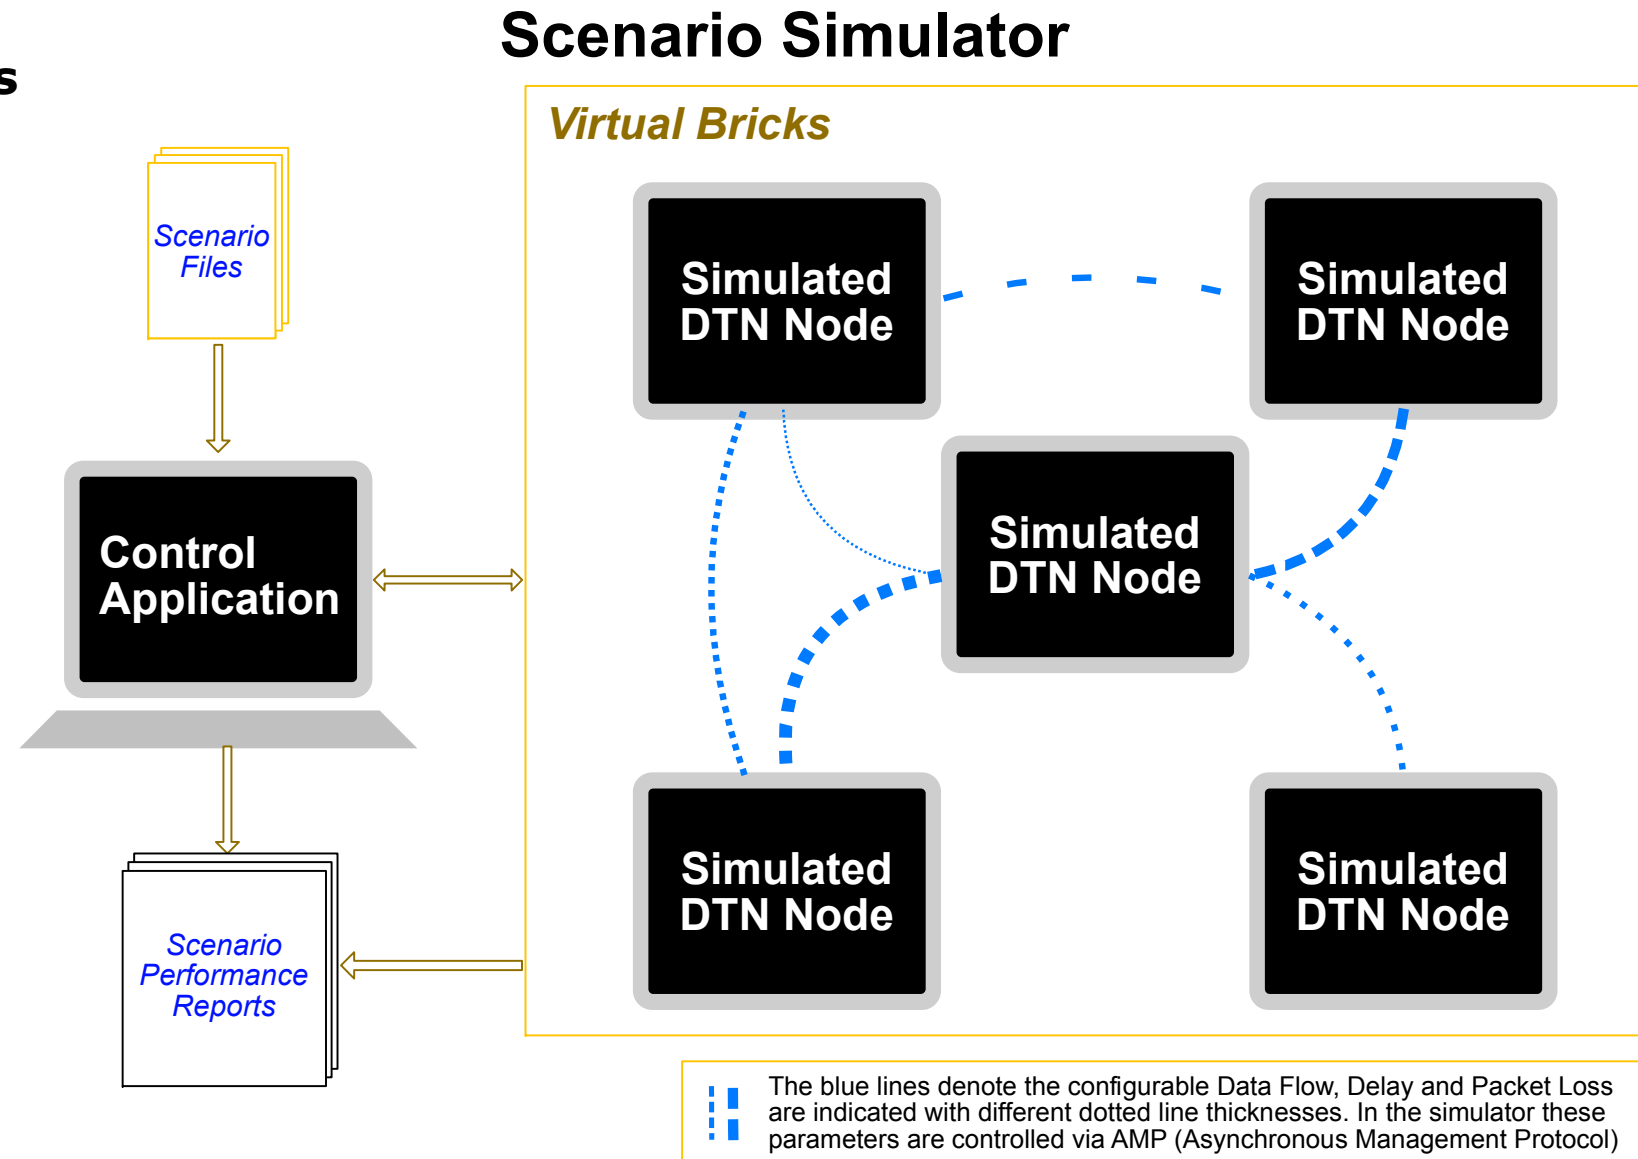 Scenario Simulator
s
Virtual Bricks
Scenario
Files
Simulated
DTN Node
Simulated
DTN Node
Control
Application
Simulated
DTN Node
Simulated
DTN Node
Simulated
DTN Node
Scenario
Performance
Reports
The blue lines denote the configurable Data Flow, Delay and Packet Loss
are indicated with different dotted line thicknesses. In the simulator these
parameters are controlled via AMP (Asynchronous Management Protocol)